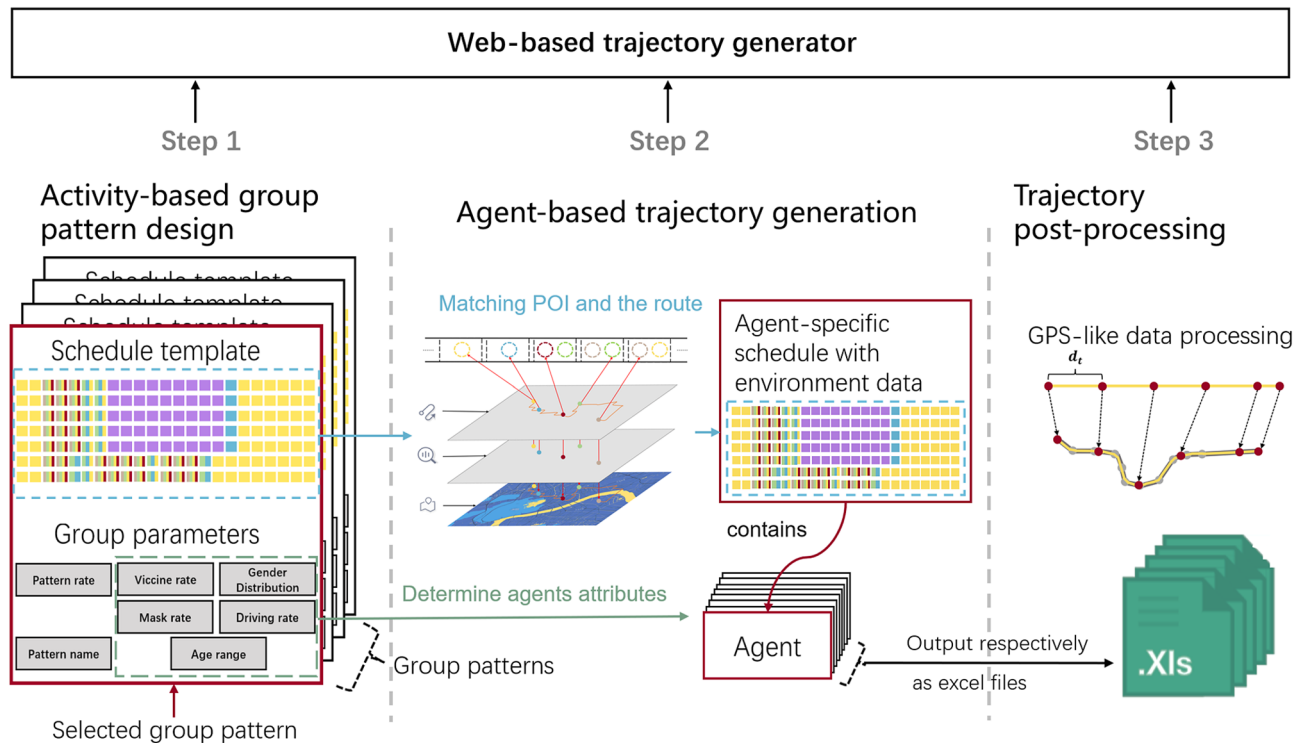 Web-based trajectory generator
Step 1
Step 2
Step 3
Activity-based group
pattern design
Agent-based trajectory generation
Trajectory
post-processing
Schedule template
Schedule template
Schedule template
Schedule template
Group parameters
Pattern rate
Viccine rate
Gender
Distribution
Mask rate
Driving rate
Pattern name
Age range
Group patterns
Selected group pattern
Matching POI and the route
Agent-specific
schedule with
environment data
contains
Determine agents attributes
Agent
Output respectively
as excel files
GPS-like data processing
dt
.Xls